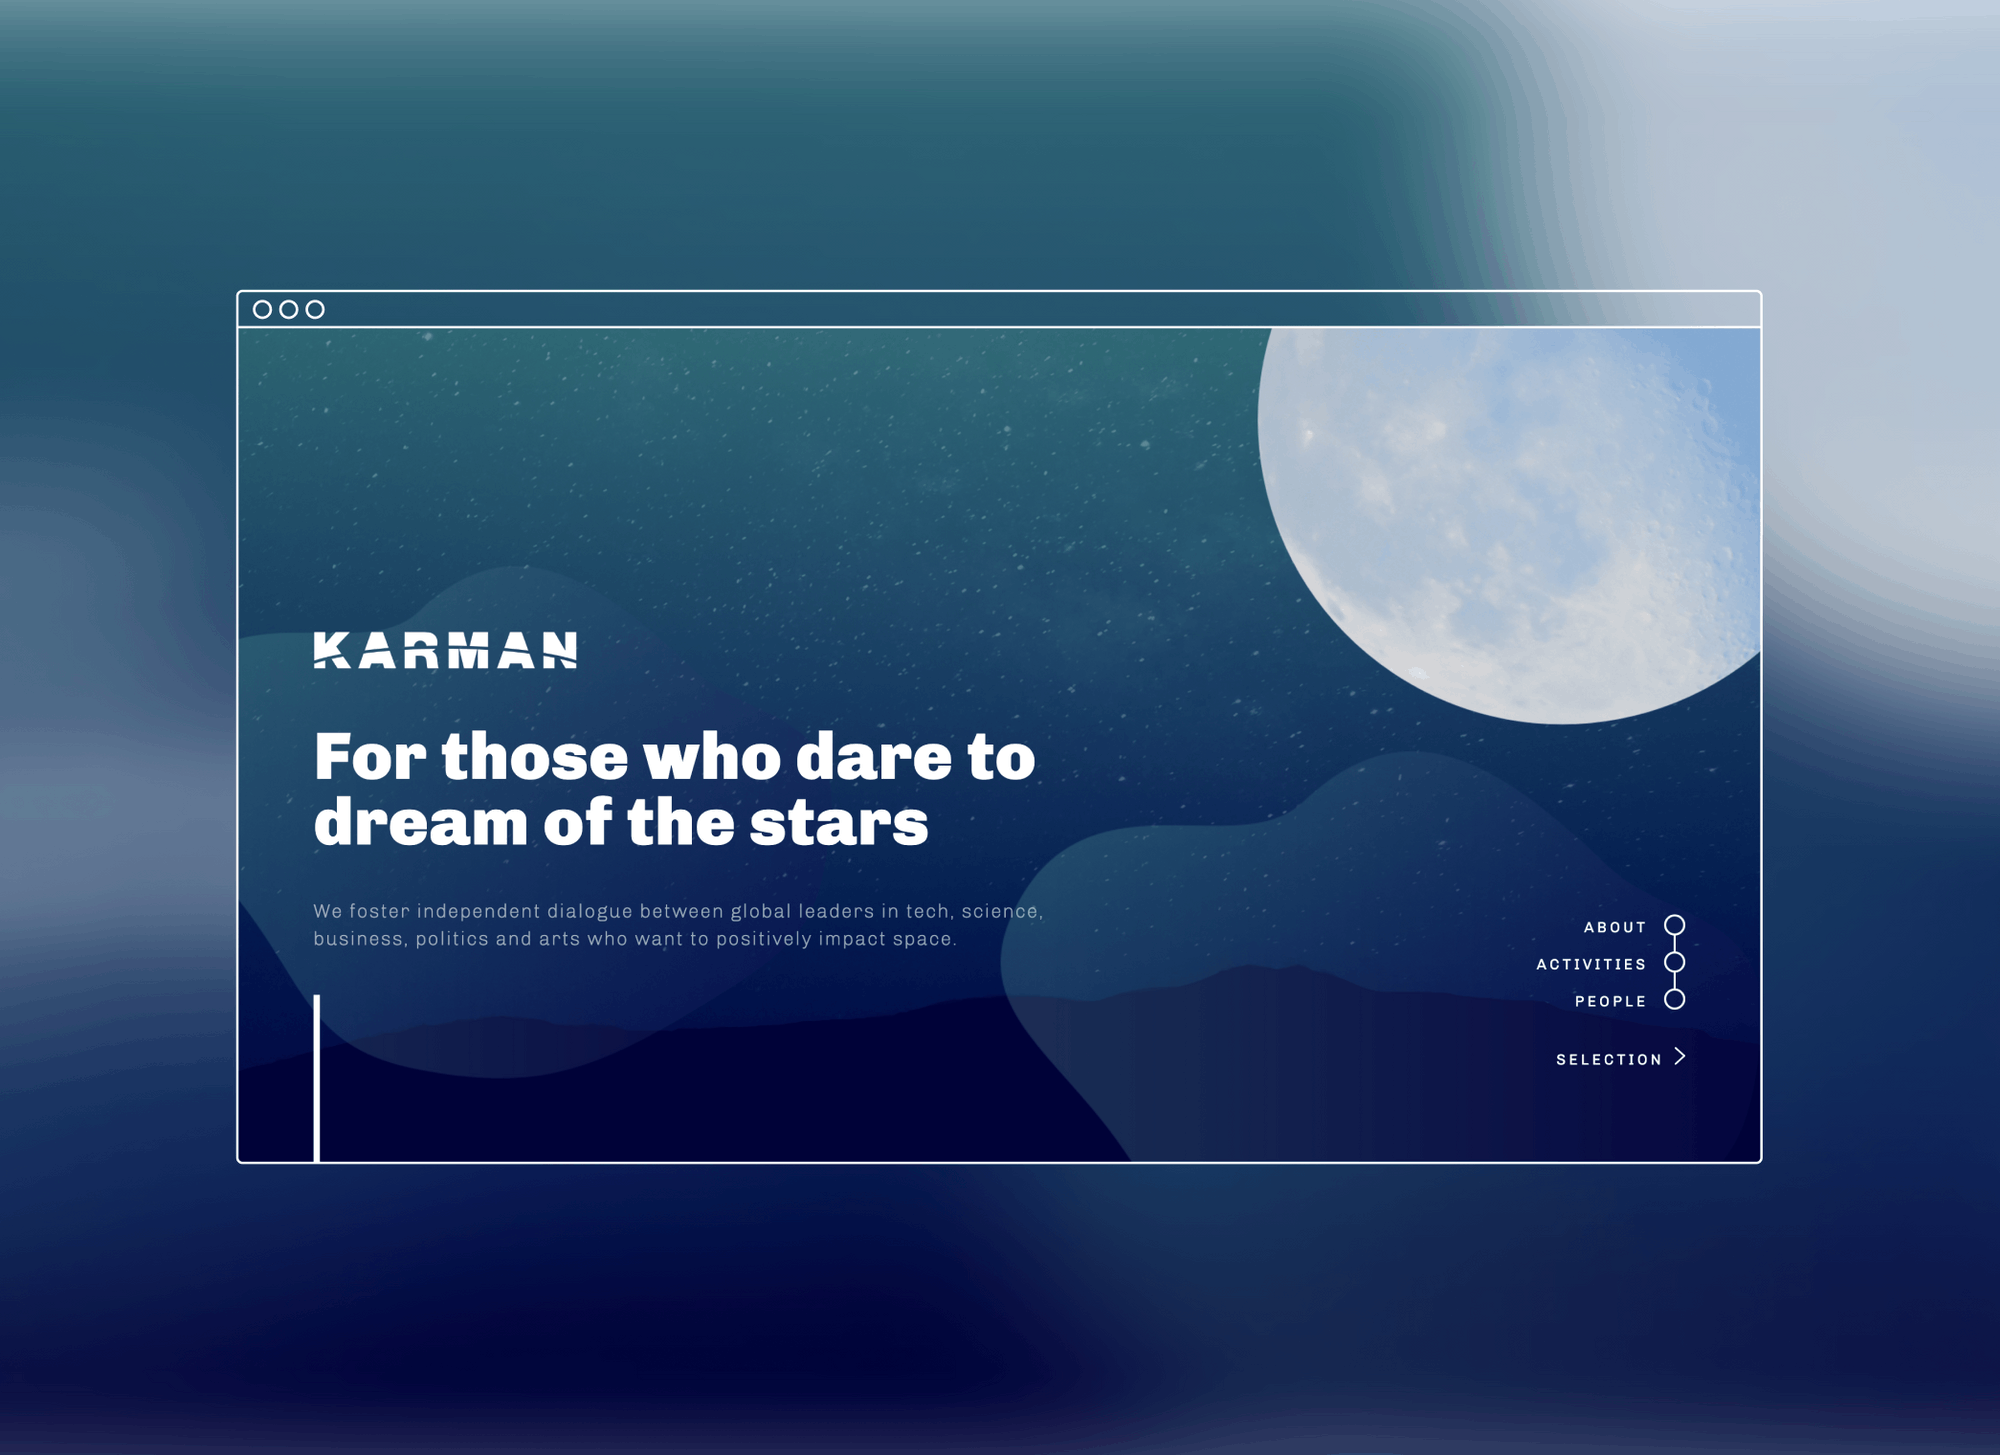 KARMAN
For those who dare to
dream of the stars
We foster independent dialogue between global leaders in tech, science,
business, politics and arts who want to positively impact space.
ABOUT
ACTIVITIES
PEOPLE
SELECTION